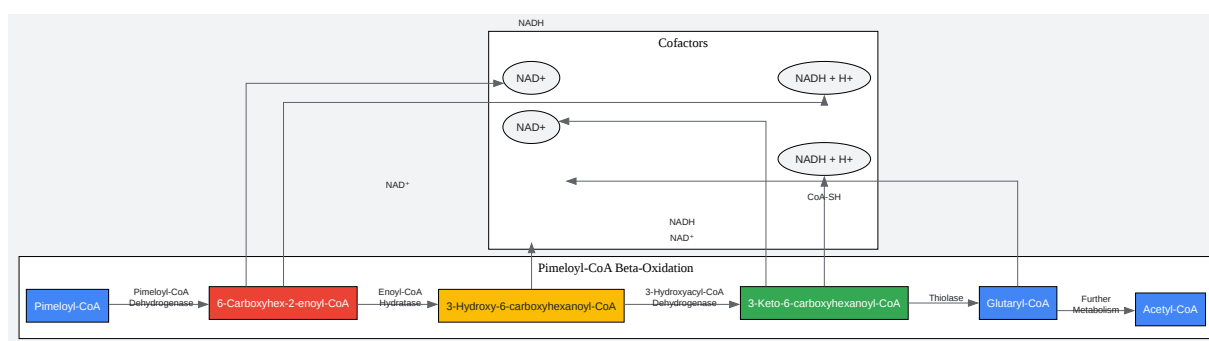 NADH
Cofactors
NAD+
NADH + H+
NAD+
NADH + H+
NAD⁺
CoA-SH
NADH
NAD⁺
Pimeloyl-CoA Beta-Oxidation
Pimeloyl-CoA
Pimeloyl-CoA
Dehydrogenase
6-Carboxyhex-2-enoyl-CoA
Enoyl-CoA
Hydratase
3-Hydroxy-6-carboxyhexanoyl-CoA
3-Hydroxyacyl-CoA
Dehydrogenase
3-Keto-6-carboxyhexanoyl-CoA
Thiolase
Glutaryl-CoA
Further
Metabolism
Acetyl-CoA